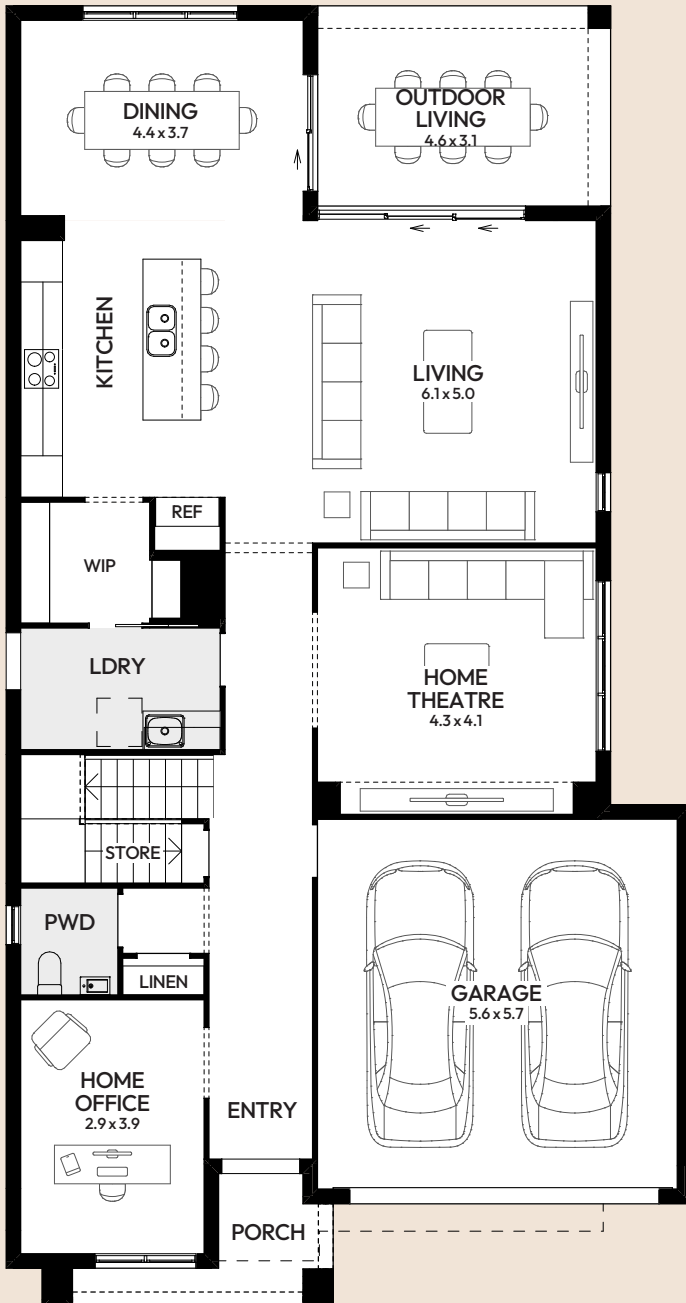 DINING
4.4 x 3.7
OUTDOOR
LIVING
4.6 x 3.1
KITCHEN
LIVING
6.1 x 5.0
REF
WIP
LDRY
HOME
THEATRE
4.3 x 4.1
STORE
PWD
LINEN
GARAGE
5.6 x 5.7
HOME
OFFICE
2.9 x 3.9
ENTRY
PORCH